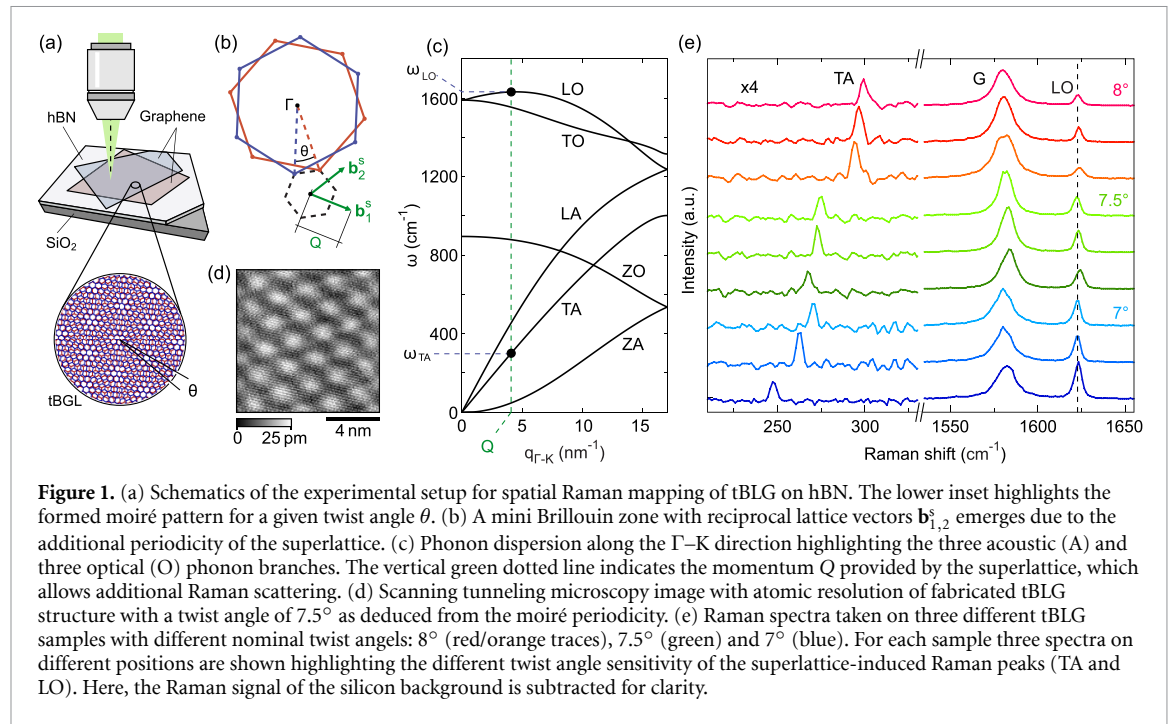 (a)
hBN
Graphene
SiO2
θ
tBGL
(b)
Γ
θ
b2s
b1s
Q
(d)
0 25 pm 4 nm
(c)
ωLO
1600
1200
800
400
0
ωTA
ω (cm-1)
LO
TO
LA
ZO
TA
ZA
0 5 10 15
Q
qΓ-K (nm-1)
(e)
x4 TA G LO
8°
7.5°
7°
Intensity (a.u.)
250 300 1550 1600 1650
Raman shift (cm-1)
Figure 1. (a) Schematics of the experimental setup for spatial Raman mapping of tBLG on hBN. The lower inset highlights the
formed moiré pattern for a given twist angle θ. (b) A mini Brillouin zone with reciprocal lattice vectors bs1,2 emerges due to the
additional periodicity of the superlattice. (c) Phonon dispersion along the Γ–K direction highlighting the three acoustic (A) and
three optical (O) phonon branches. The vertical green dotted line indicates the momentum Q provided by the superlattice, which
allows additional Raman scattering. (d) Scanning tunneling microscopy image with atomic resolution of fabricated tBLG
structure with a twist angle of 7.5° as deduced from the moiré periodicity. (e) Raman spectra taken on three different tBLG
samples with different nominal twist angels: 8° (red/orange traces), 7.5° (green) and 7° (blue). For each sample three spectra on
different positions are shown highlighting the different twist angle sensitivity of the superlattice-induced Raman peaks (TA and
LO). Here, the Raman signal of the silicon background is subtracted for clarity.